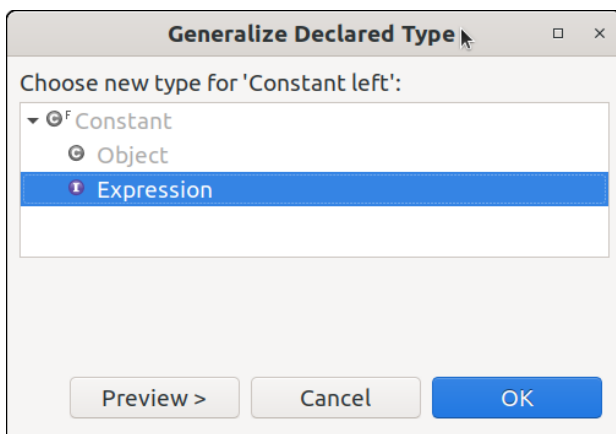 Generalize Declared Type
Choose new type for 'Constant left':
F Constant
C Object
I Expression
Preview >
Cancel
OK